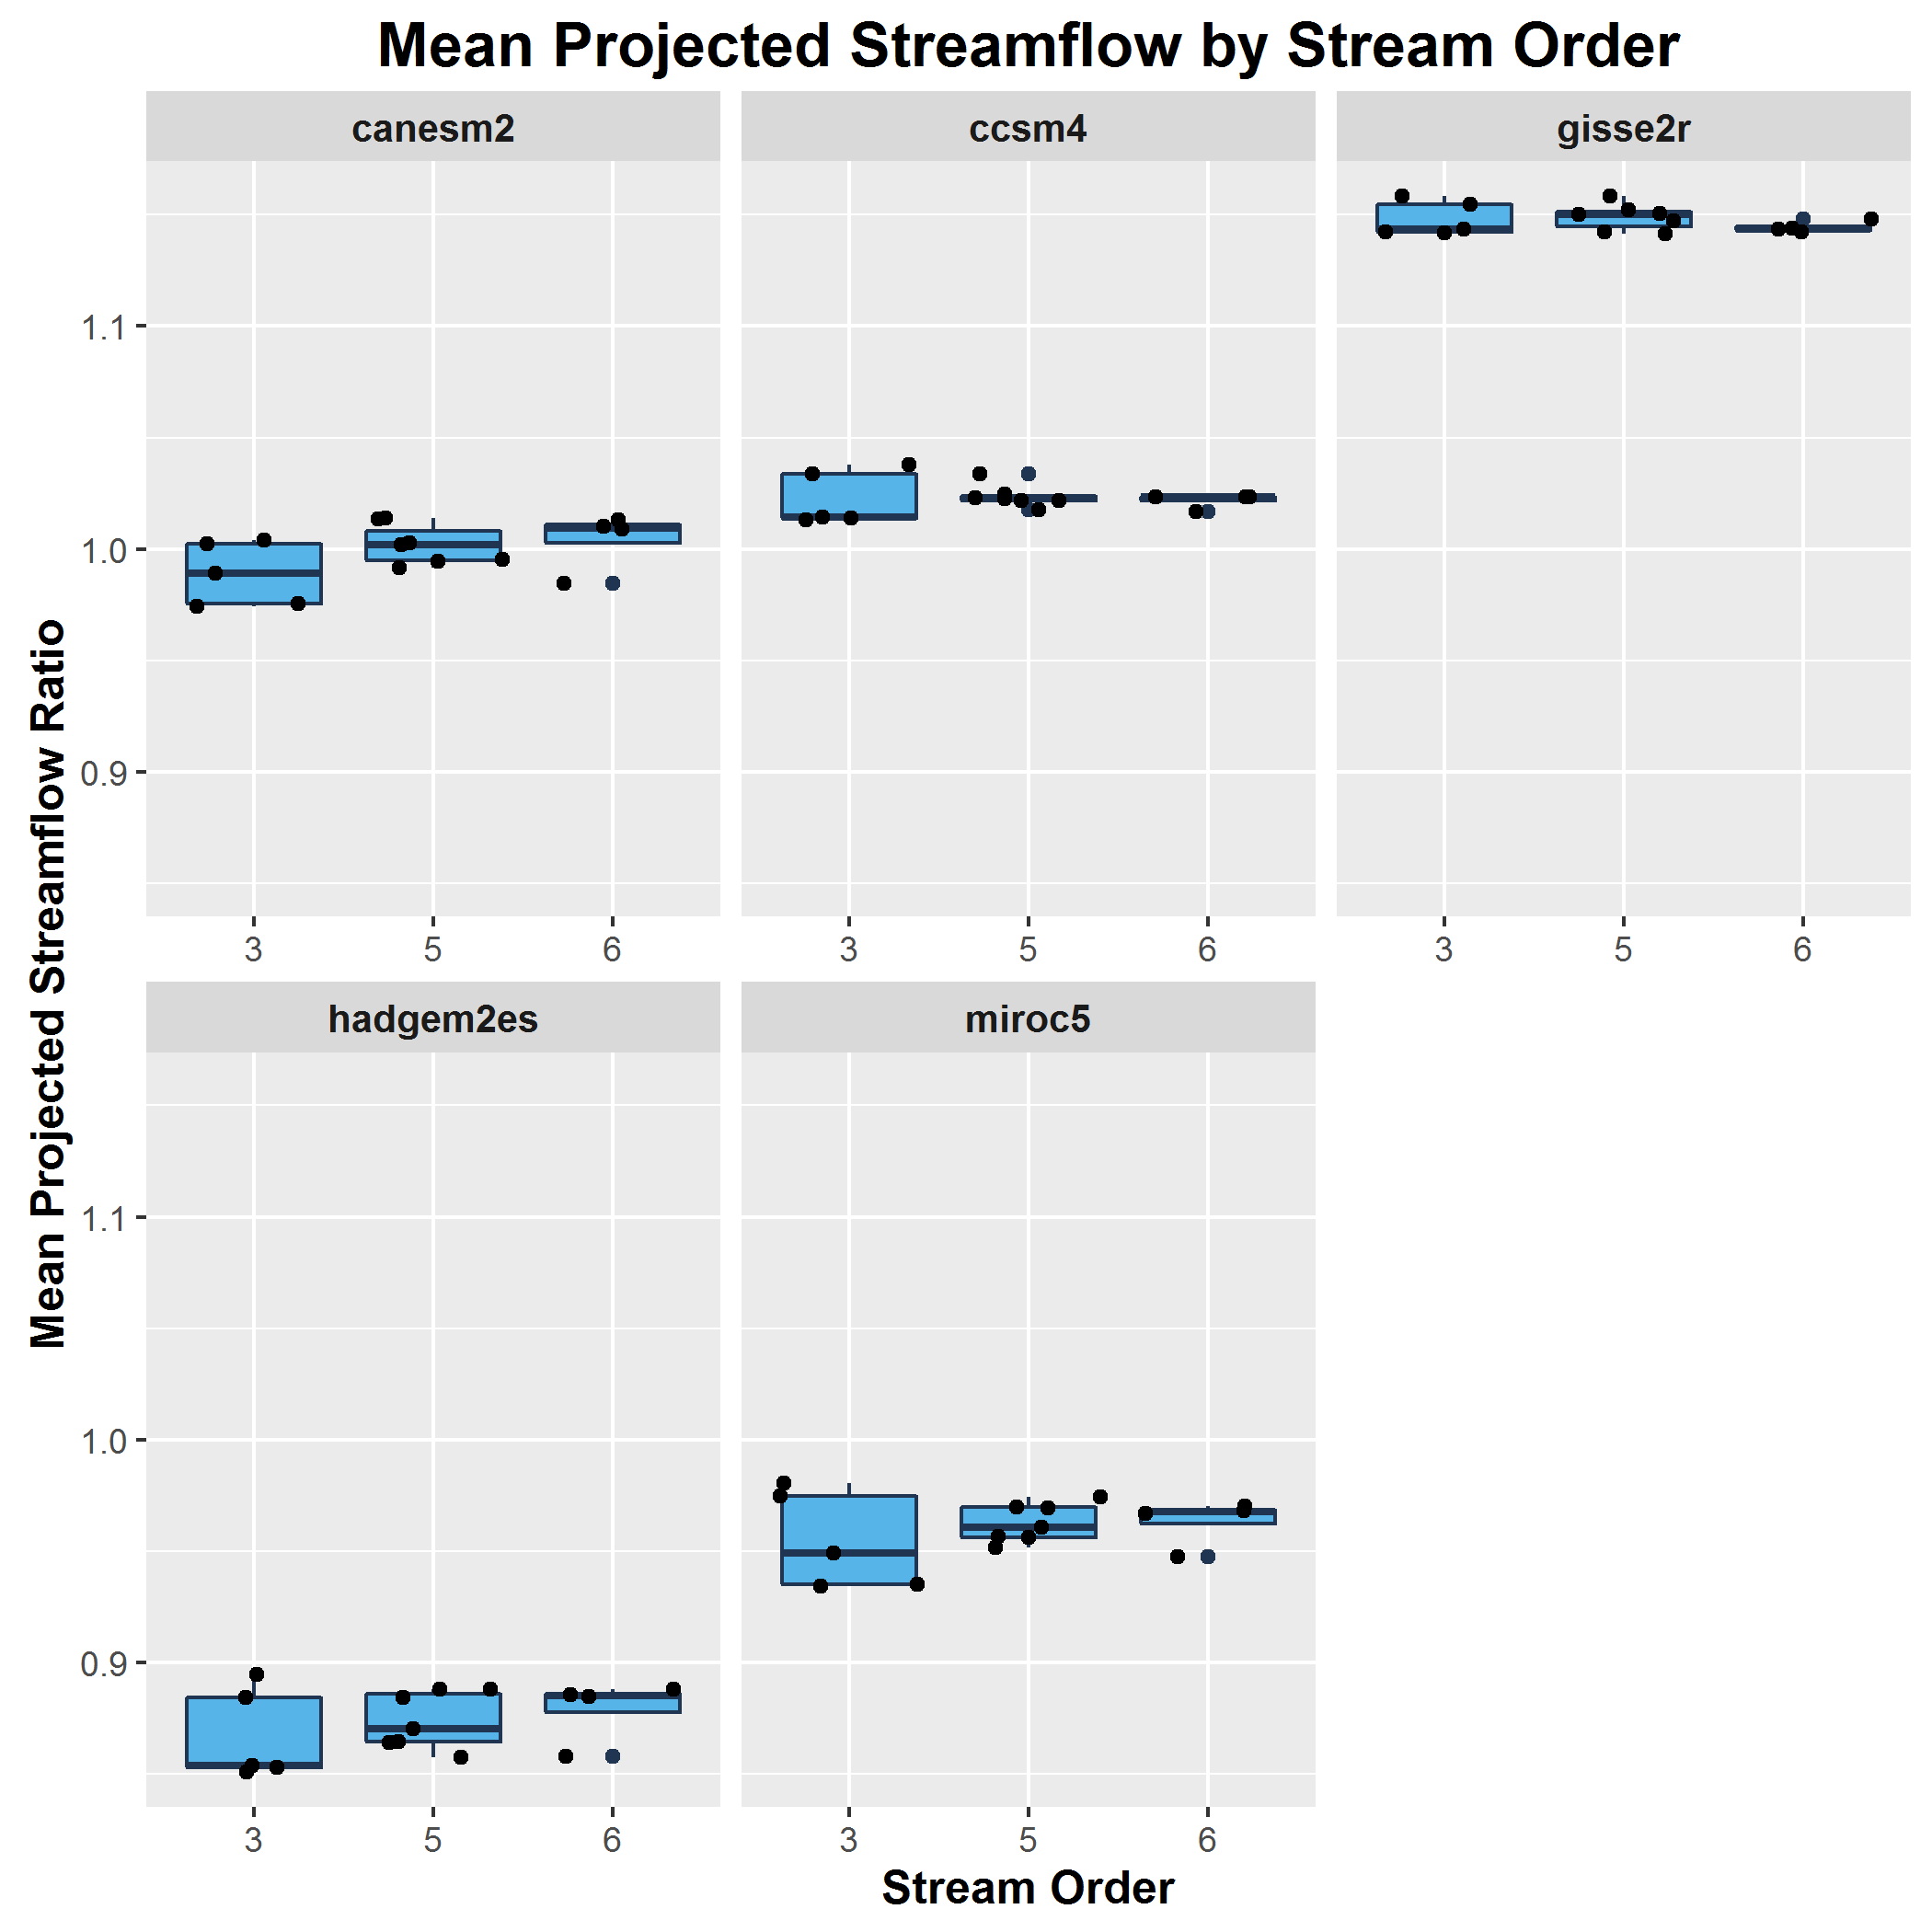 Mean Projected Streamflow by Stream Order
canesm2
ccsm4
gisse2r
1.1
1.0
0.9
3 5 6
3 5 6
3 5 6
Mean Projected Streamflow Ratio
hadgem2es
miroc5
1.1
1.0
0.9
3 5 6
3 5 6
Stream Order